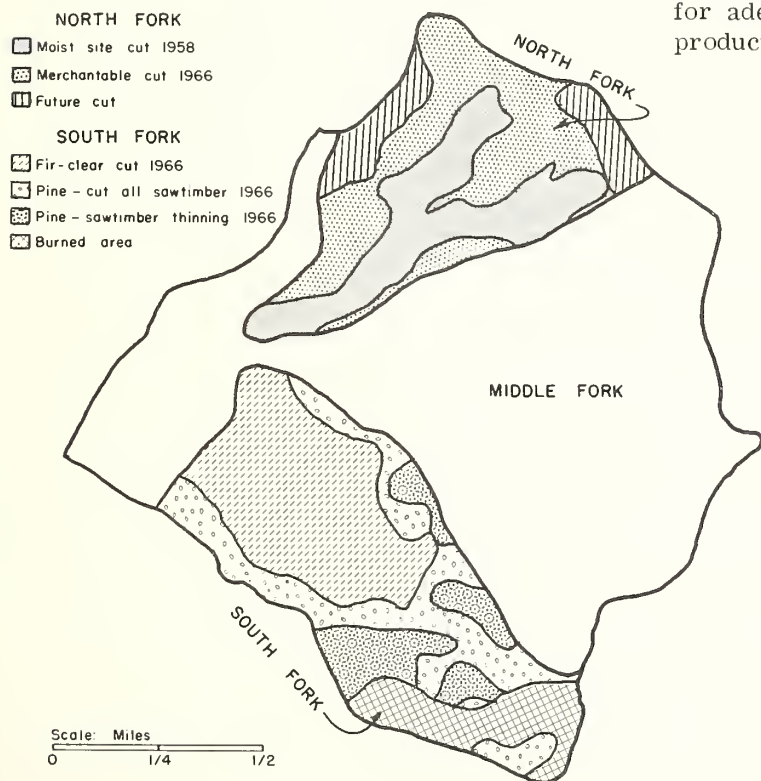 NORTH FORK
Moist site cut 1958
Merchantable cut 1966
Future cut
SOUTH FORK
Fir-clear cut 1966
Pine-cut all sawtimber 1966
Pine-sawtimber thinning 1966
Burned area
for ade
product
NORTH FORK
MIDDLE FORK
SOUTH FORK
Scale: Miles
0 1/4 1/2